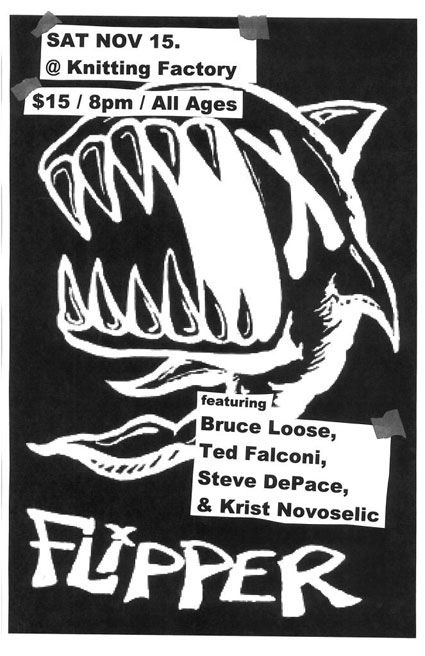 SAT NOV 15.
@ Knitting Factory
$15 / 8pm / All Ages
featuring
Bruce Loose,
Ted Falconi,
Steve DePace,
& Krist Novoselic
FLiPPER